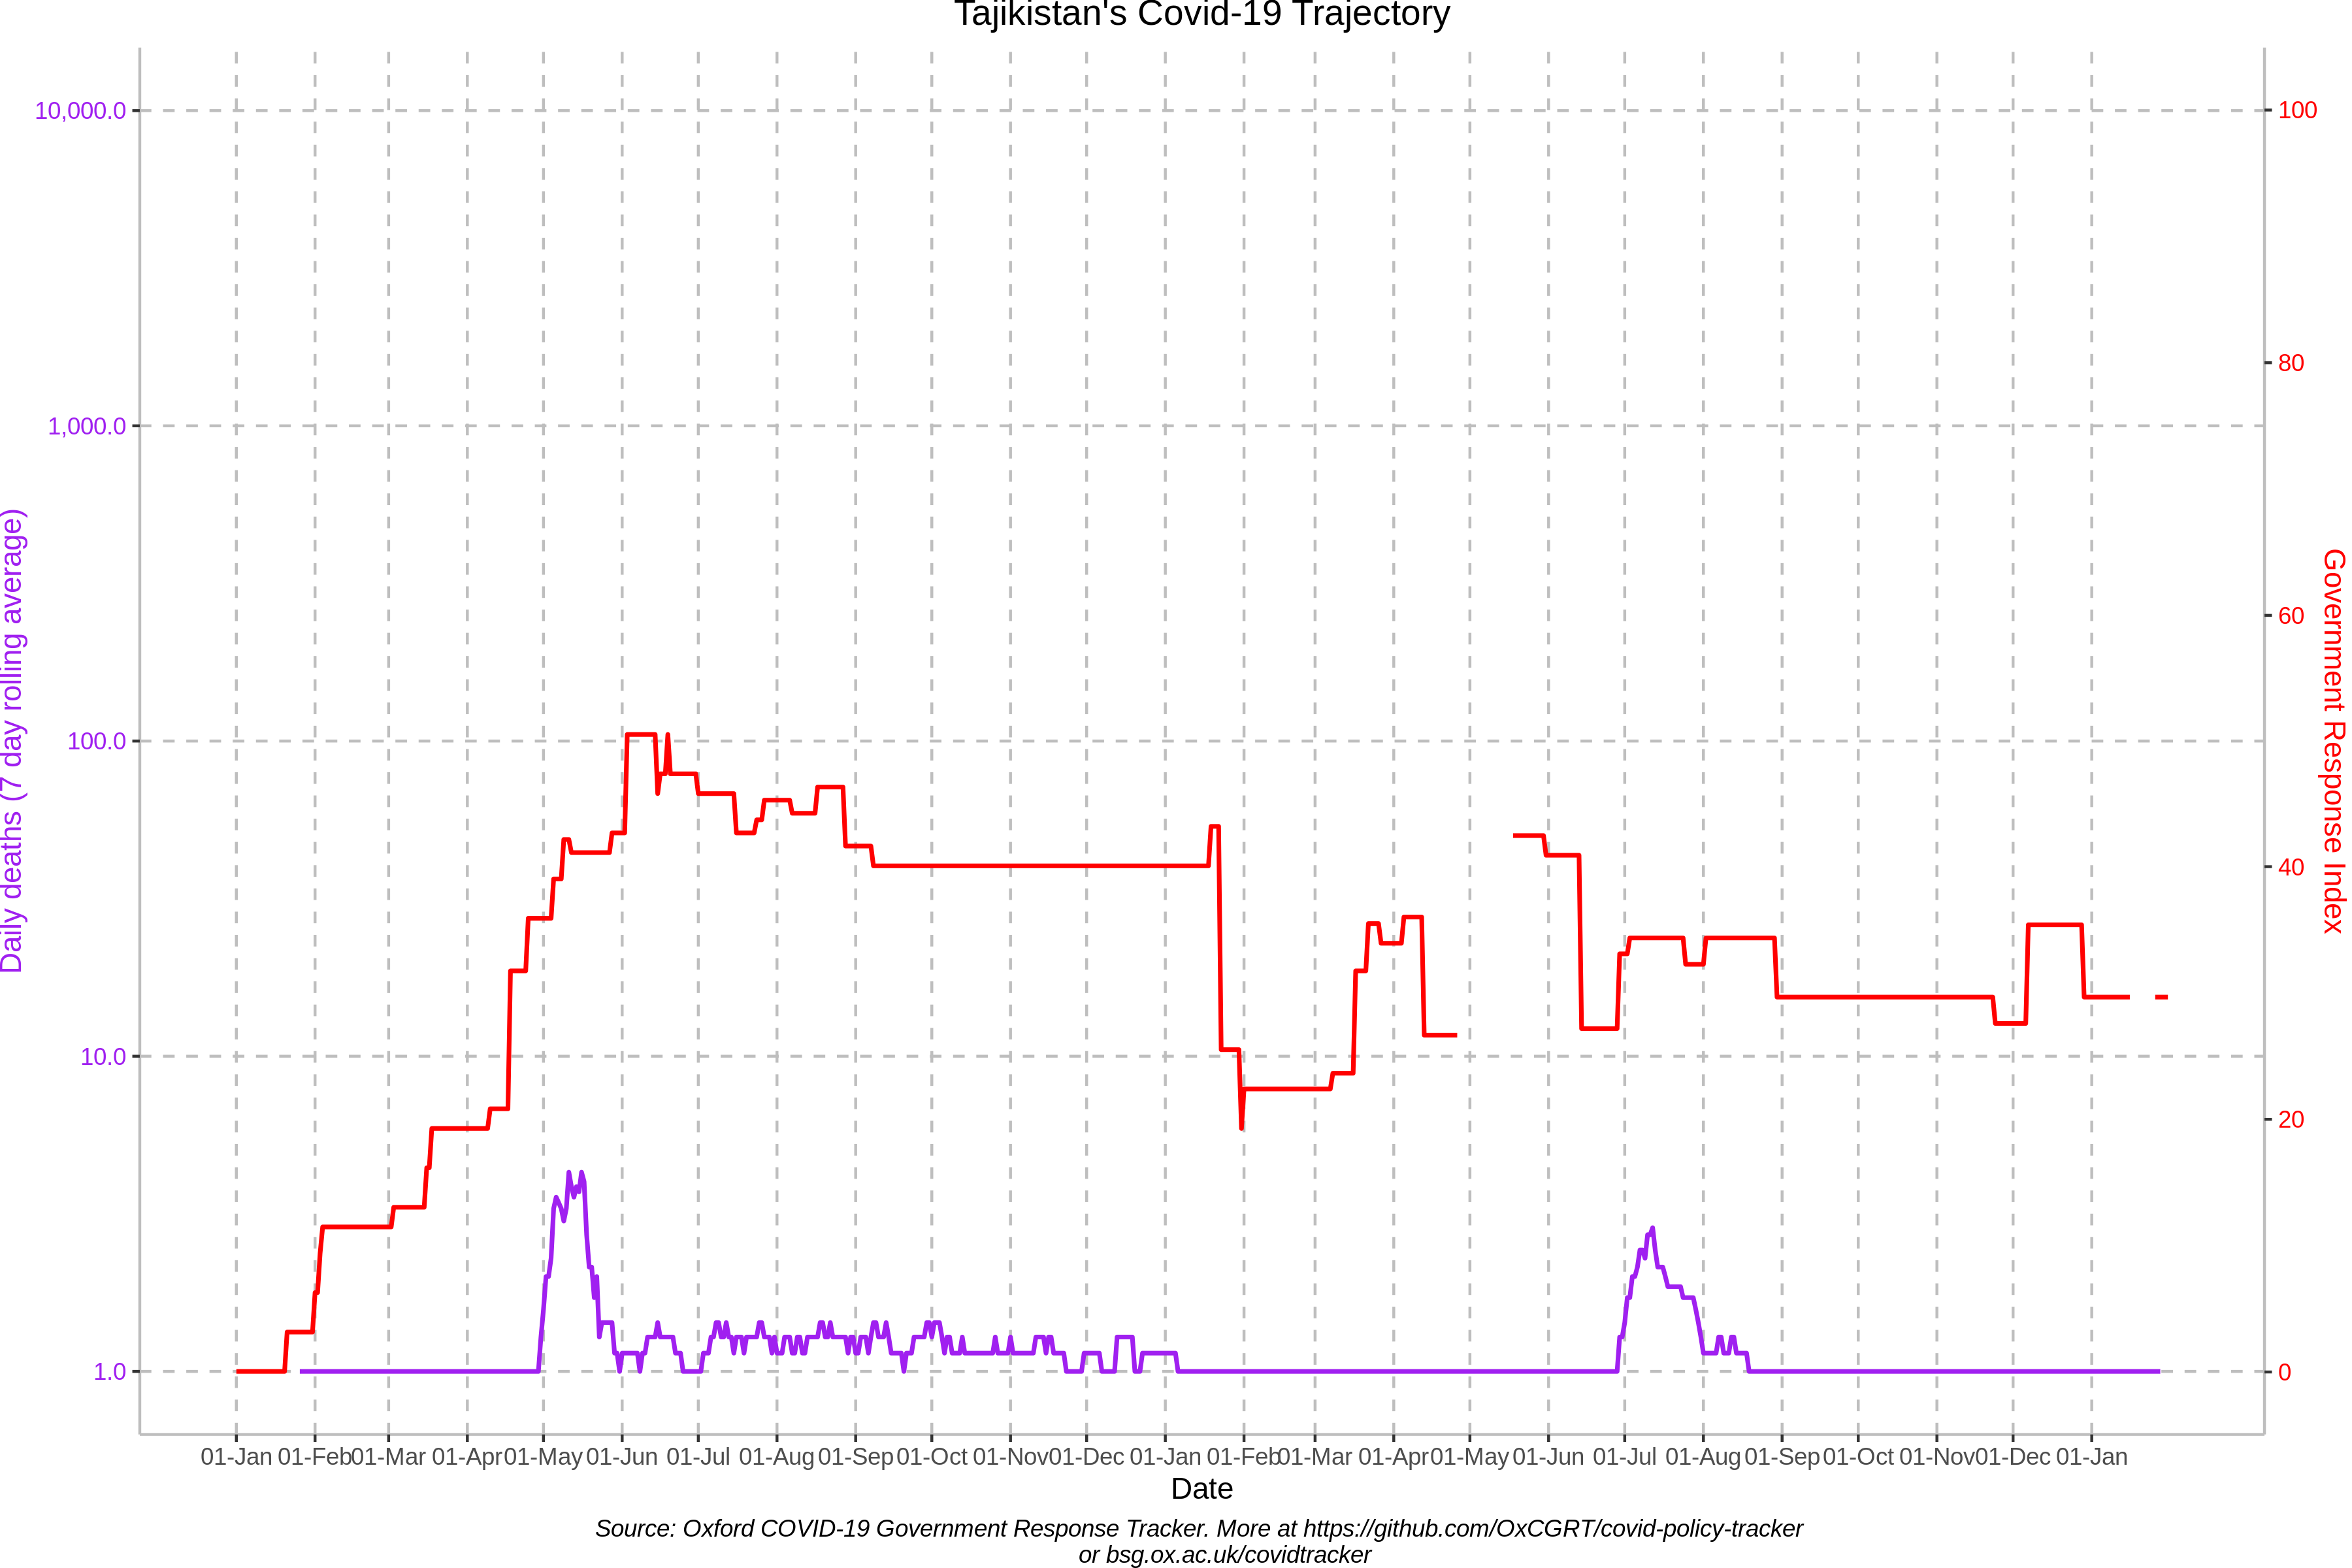 Tajikistan's Covid-19 Trajectory
10,000.0
1,000.0
100.0
10.0
1.0
Daily deaths (7 day rolling average)
100
80
60
40
20
0
Government Response Index
01-Jan 01-Feb 01-Mar 01-Apr 01-May 01-Jun 01-Jul 01-Aug 01-Sep 01-Oct 01-Nov 01-Dec 01-Jan 01-Feb 01-Mar 01-Apr 01-May 01-Jun 01-Jul 01-Aug 01-Sep 01-Oct 01-Nov 01-Dec 01-Jan
Date
Source: Oxford COVID-19 Government Response Tracker. More at https://github.com/OxCGRT/covid-policy-tracker
or bsg.ox.ac.uk/covidtracker